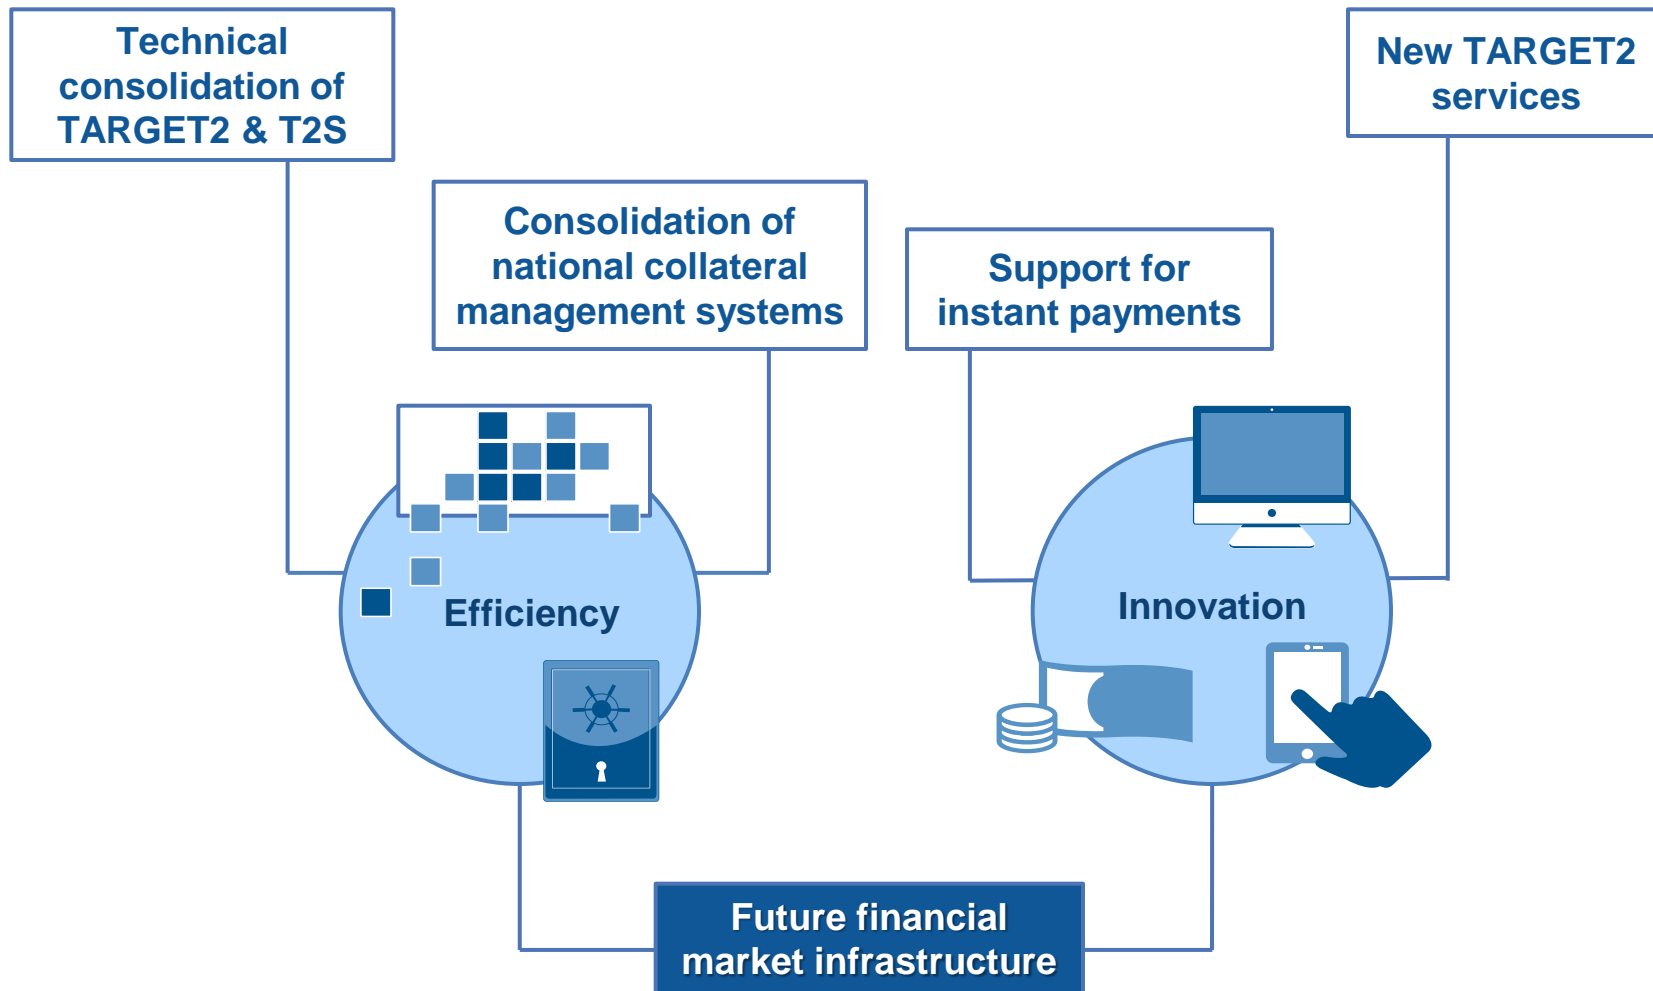 Technical
consolidation of
TARGET2 & T2S
New TARGET2
services
Consolidation of
national collateral
management systems
Support for
instant payments
Efficiency
Innovation
Future financial
market infrastructure